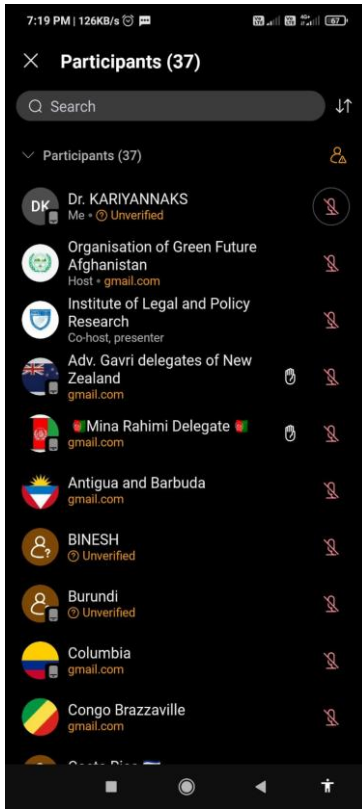 7:19 PM | 126KB/s
67
Participants (37)
Search
Participants (37)
DK
Dr. KARIYANNAKS
Me • Unverified
Organisation of Green Future
Afghanistan
Host • gmail.com
Institute of Legal and Policy
Research
Co-host, presenter
Adv. Gavri delegates of New
Zealand
gmail.com
🇦🇫Mina Rahimi Delegate 🇦🇫
gmail.com
Antigua and Barbuda
gmail.com
BINESH
Unverified
Burundi
Unverified
Columbia
gmail.com
Congo Brazzaville
gmail.com